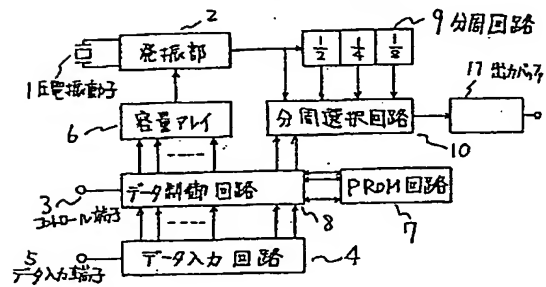 2
9 分周回路
発振部
1/2 1/4 1/8
1 圧電振動子
11 出力バッファ
6
容量アレイ
分周選択回路
10
3
コントロール端子
データ制御回路
PROM回路
8
7
5
データ入力端子
データ入力回路
4